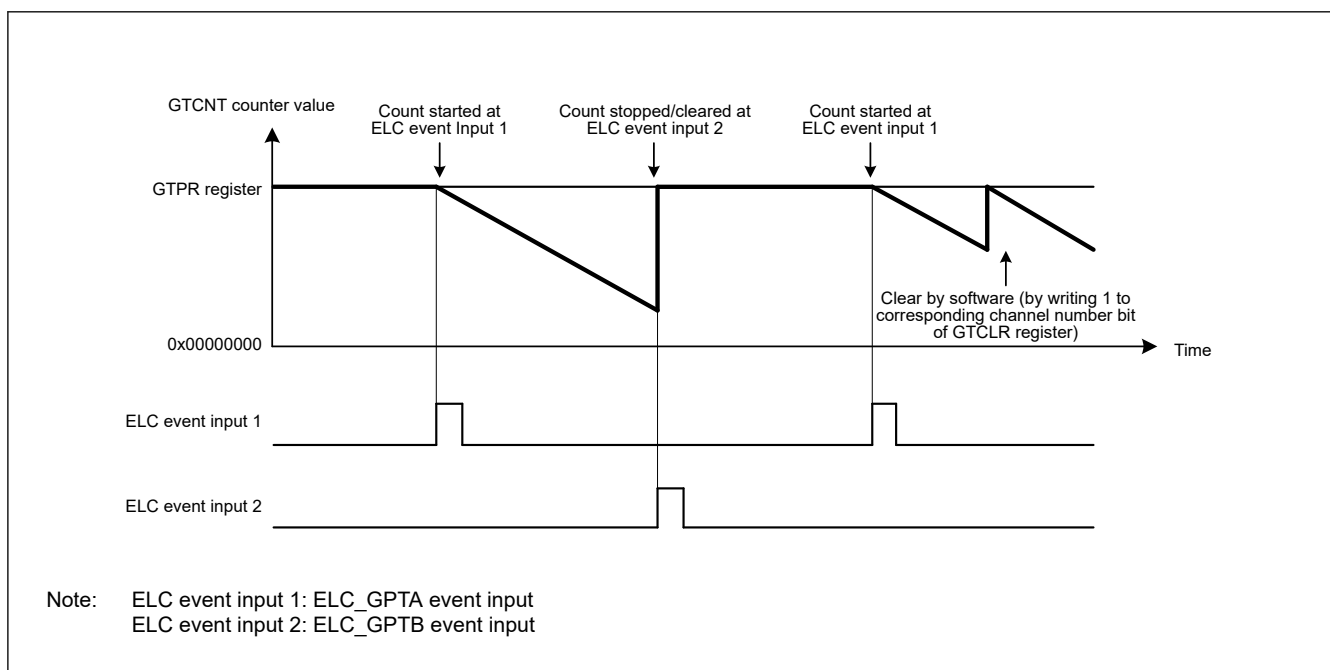 GTCNT counter value
Count started at
ELC event Input 1
Count stopped/cleared at
ELC event input 2
Count started at
ELC event input 1
GTPR register
Clear by software (by writing 1 to
corresponding channel number bit
of GTCLR register)
0x00000000
Time
ELC event input 1
ELC event input 2
Note: ELC event input 1: ELC_GPTA event input
ELC event input 2: ELC_GPTB event input